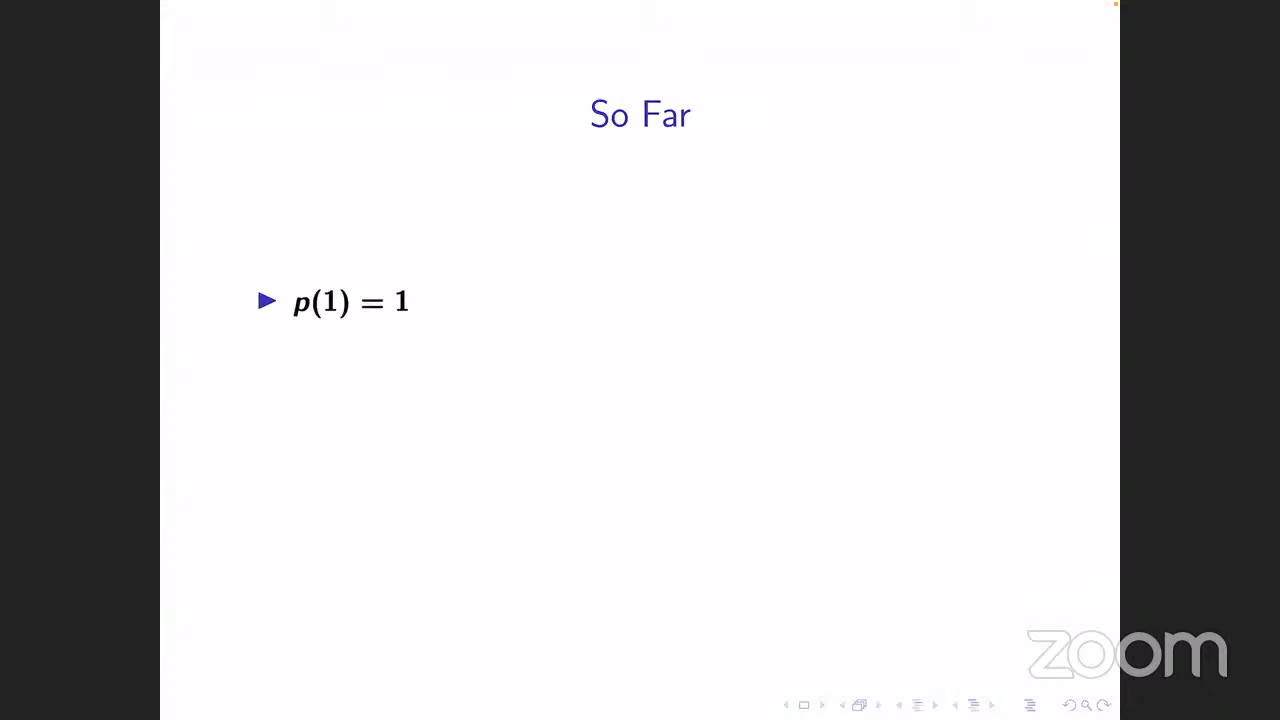 So Far
▶ p(1) = 1
zoom